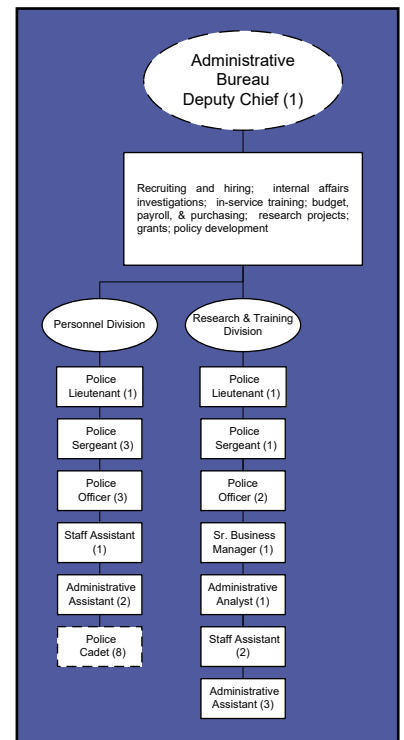 Administrative
Bureau
Deputy Chief (1)
Recruiting and hiring; internal affairs
investigations; in-service training; budget,
payroll, & purchasing; research projects;
grants; policy development
Personnel Division
Police
Lieutenant (1)
Police
Sergeant (3)
Police
Officer (3)
Staff Assistant
(1)
Administrative
Assistant (2)
Police
Cadet (8)
Research & Training
Division
Police
Lieutenant (1)
Police
Sergeant (1)
Police
Officer (2)
Sr. Business
Manager (1)
Administrative
Analyst (1)
Staff Assistant
(2)
Administrative
Assistant (3)